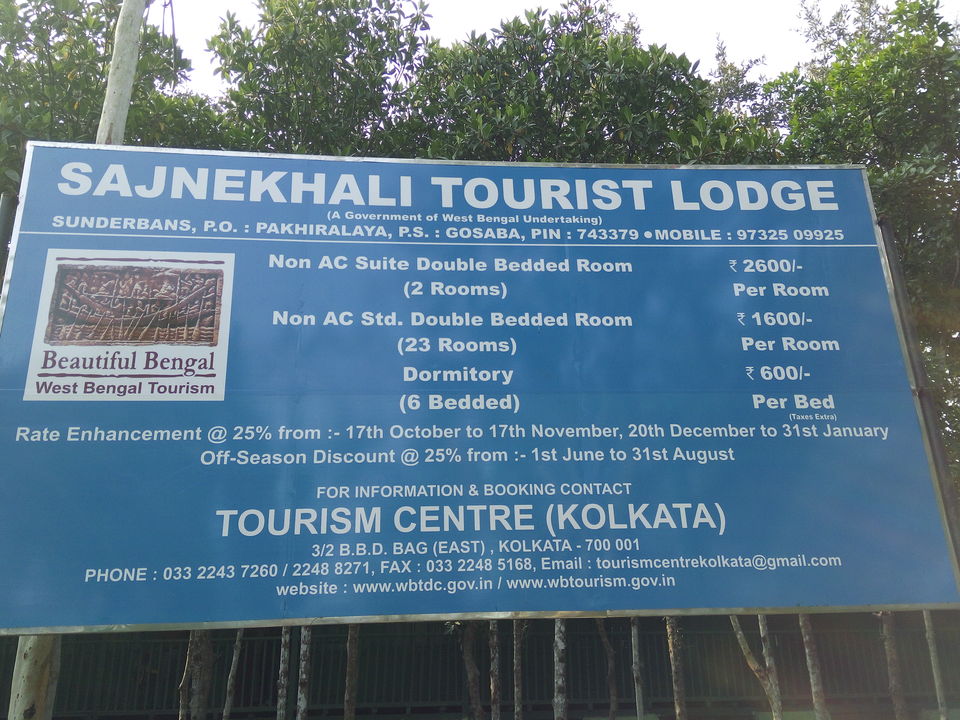 SAJNEKHALI TOURIST LODGE
(A Government of West Bengal Undertaking)
SUNDERBANS, P.O. : PAKHIRALAYA, P.S. : GOSABA, PIN : 743379 ● MOBILE : 97325 09925
Beautiful Bengal
West Bengal Tourism
Non AC Suite Double Bedded Room ₹ 2600/-
(2 Rooms) Per Room
Non AC Std. Double Bedded Room ₹ 1600/-
(23 Rooms) Per Room
Dormitory ₹ 600/-
(6 Bedded) Per Bed
(Taxes Extra)
Rate Enhancement @ 25% from :- 17th October to 17th November, 20th December to 31st January
Off-Season Discount @ 25% from :- 1st June to 31st August
FOR INFORMATION & BOOKING CONTACT
TOURISM CENTRE (KOLKATA)
3/2 B.B.D. BAG (EAST) , KOLKATA - 700 001
PHONE : 033 2243 7260 / 2248 8271, FAX : 033 2248 5168, Email : tourismcentrekolkata@gmail.com
website : www.wbtdc.gov.in / www.wbtourism.gov.in